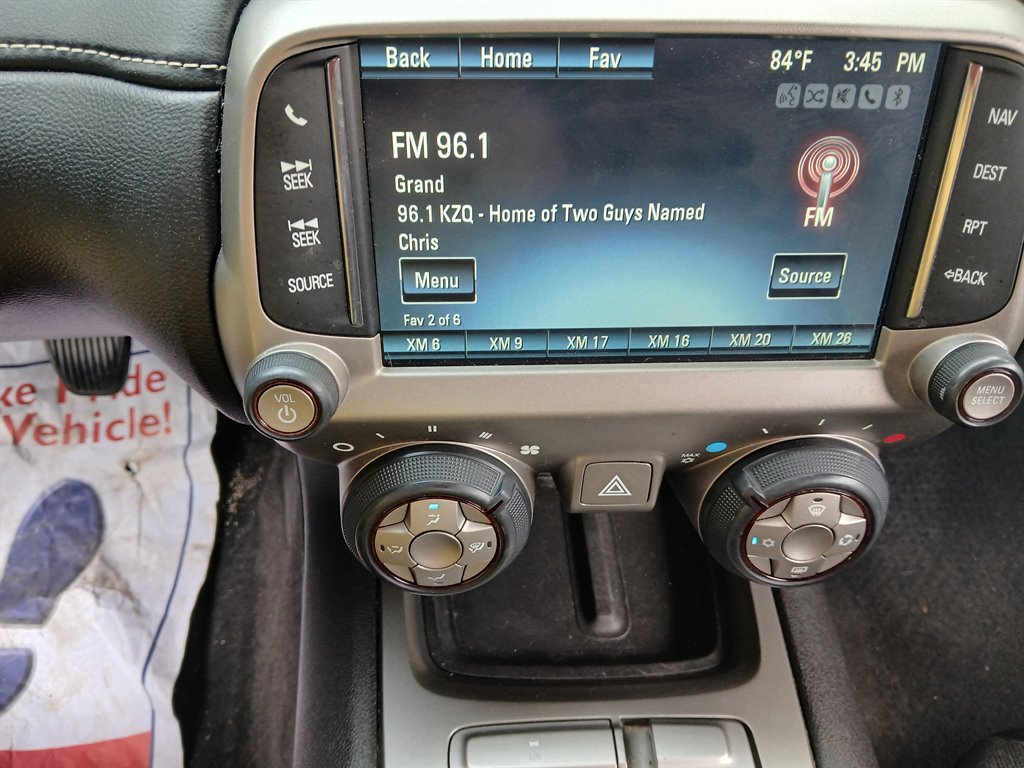 Back Home Fav 84°F 3:45 PM
FM 96.1
Grand
96.1 KZQ - Home of Two Guys Named
Chris
FM
Menu Source
Fav 2 of 6
XM 6 XM 9 XM 17 XM 16 XM 20 XM 26
SEEK
SEEK
SOURCE
NAV
DEST
RPT
BACK
VOL
MENU
SELECT
MAX
Vehicle!